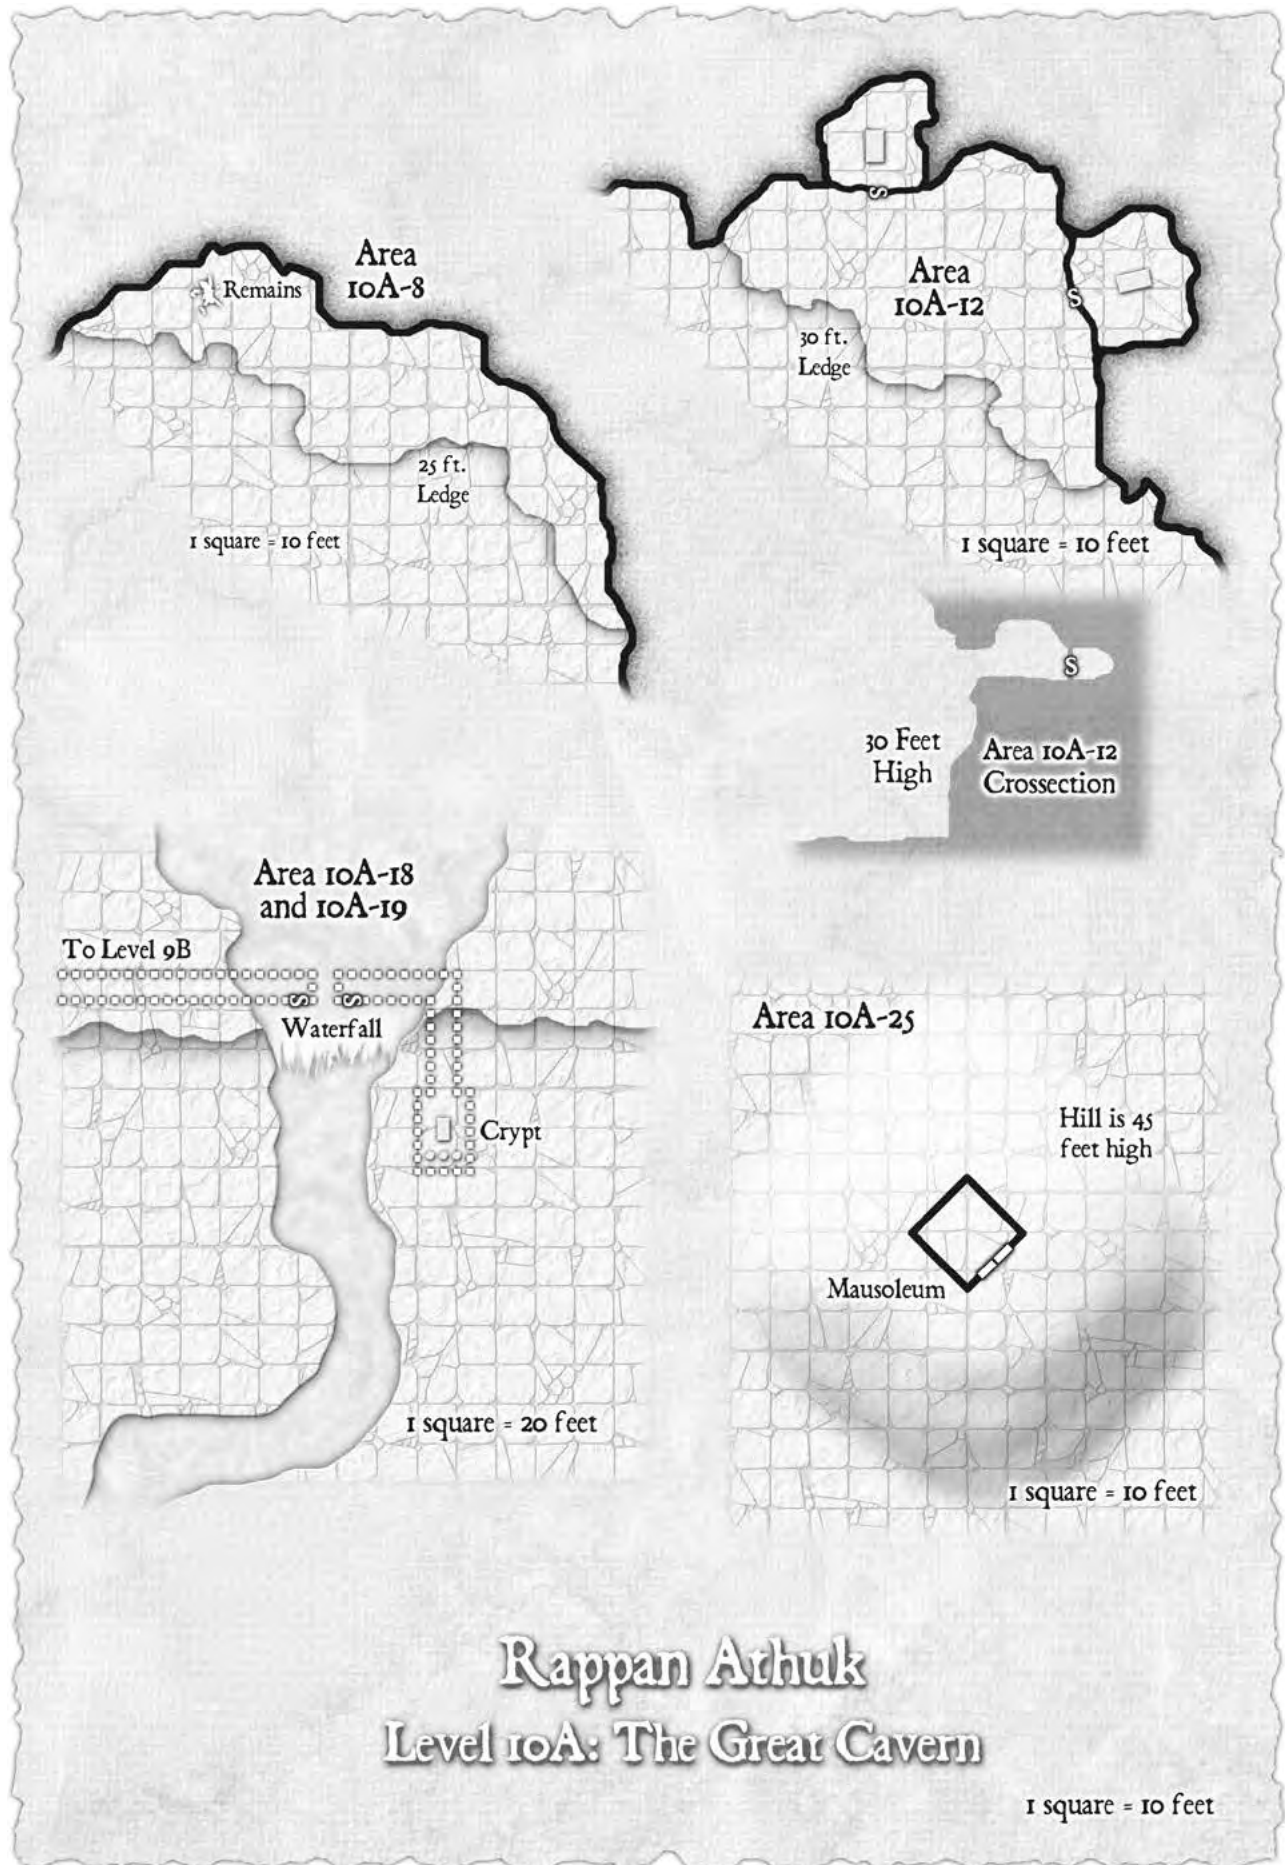 Area
10A-8
Remains
25 ft.
Ledge
1 square = 10 feet
S
Area
10A-12
S
30 ft.
Ledge
1 square = 10 feet
S
30 Feet
High
Area 10A-12
Crossection
Area 10A-18
and 10A-19
To Level 9B
S
S
Waterfall
Crypt
1 square = 20 feet
Area 10A-25
Hill is 45
feet high
Mausoleum
1 square = 10 feet
Rappan Athuk
Level 10A: The Great Cavern
1 square = 10 feet